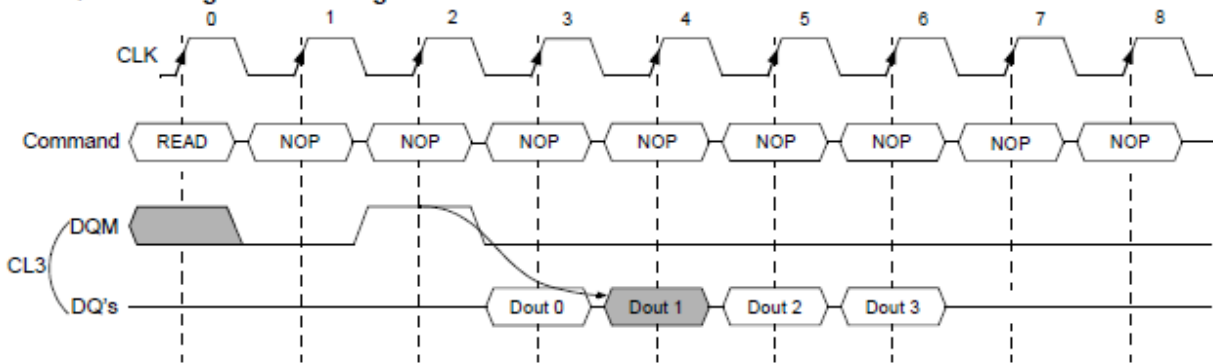 0 1 2 3 4 5 6 7 8
CLK
Command READ NOP NOP NOP NOP NOP NOP NOP NOP
DQM
CL3
DQ's Dout 0 Dout 1 Dout 2 Dout 3